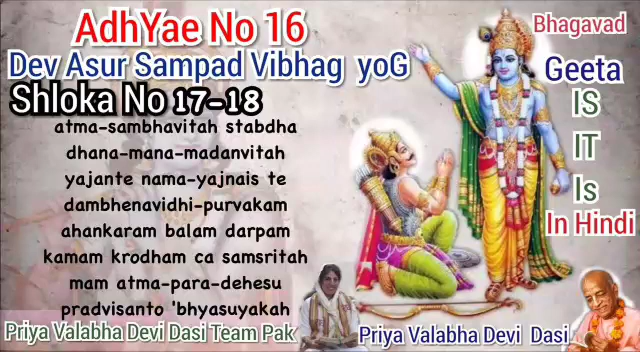 AdhYae No 16
Dev Asur Sampad Vibhag yoG
Shloka No 17-18
atma-sambhavitah stabdha
dhana-mana-madanvitah
yajante nama-yajnais te
dambhenavidhi-purvakam
ahankaram balam darpam
kamam krodham ca samsritah
mam atma-para-dehesu
pradvisanto 'bhyasuyakah
Priya Valabha Devi Dasi Team Pak
Bhagavad
Geeta
IS
IT
Is
In Hindi
Priya Valabha Devi Dasi